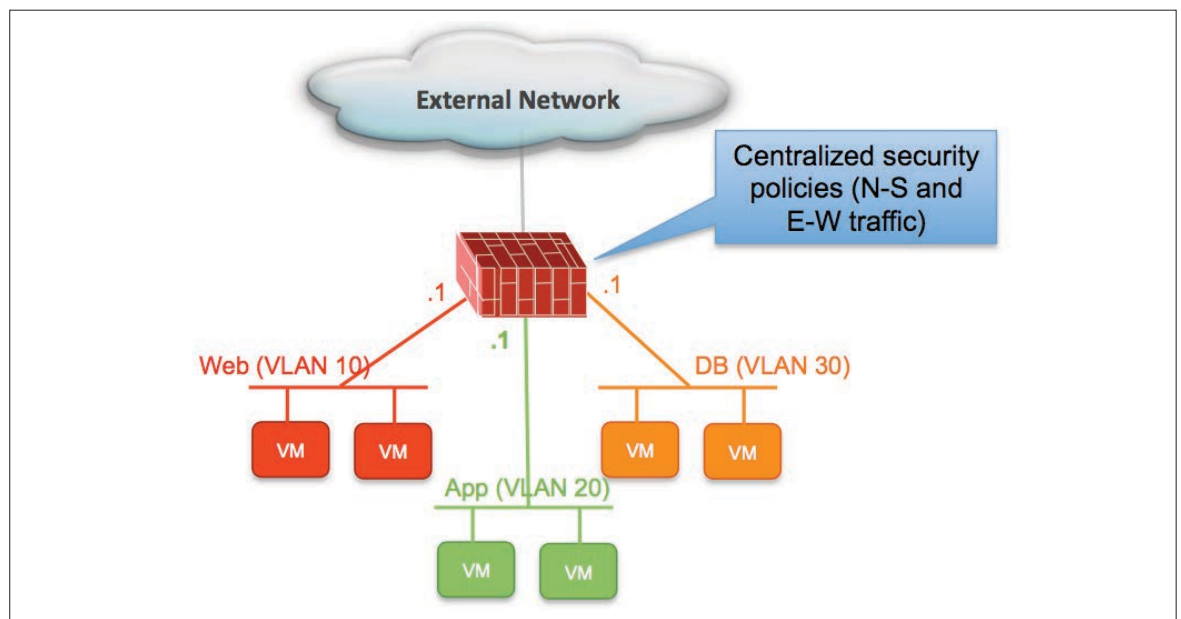 External Network
Centralized security
policies (N-S and
E-W traffic)
.1
.1
.1
Web (VLAN 10)
DB (VLAN 30)
VM
VM
VM
VM
App (VLAN 20)
VM
VM